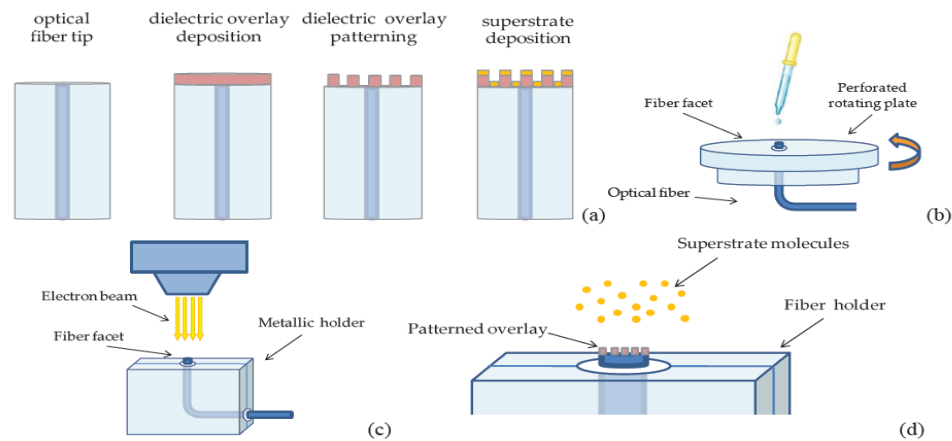 optical
fiber tip
dielectric overlay
deposition
dielectric overlay
patterning
superstrate
deposition
(a)
Fiber facet
Perforated
rotating plate
Optical fiber
(b)
Electron beam
Fiber facet
Metallic holder
(c)
Superstrate molecules
Fiber holder
Patterned overlay
(d)